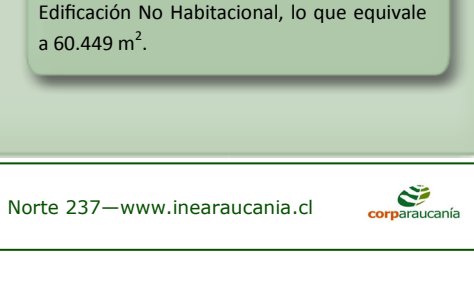 Edificación No Habitacional, lo que equivale
a 60.449 m².
Norte 237—www.inearaucania.cl
corparaucanía